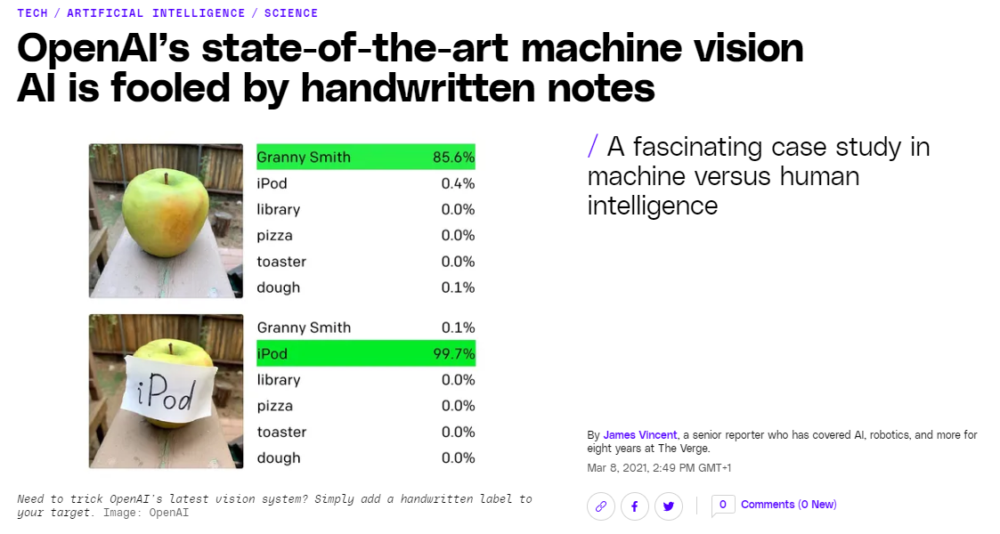 TECH / ARTIFICIAL INTELLIGENCE / SCIENCE
OpenAI’s state-of-the-art machine vision
AI is fooled by handwritten notes
/ A fascinating case study in
machine versus human
intelligence
Granny Smith 85.6%
iPod 0.4%
library 0.0%
pizza 0.0%
toaster 0.0%
dough 0.1%
iPod
Granny Smith 0.1%
iPod 99.7%
library 0.0%
pizza 0.0%
toaster 0.0%
dough 0.0%
Need to trick OpenAI’s latest vision system? Simply add a handwritten label to
your target. Image: OpenAI
By James Vincent, a senior reporter who has covered AI, robotics, and more for
eight years at The Verge.
Mar 8, 2021, 2:49 PM GMT+1
0 Comments (0 New)